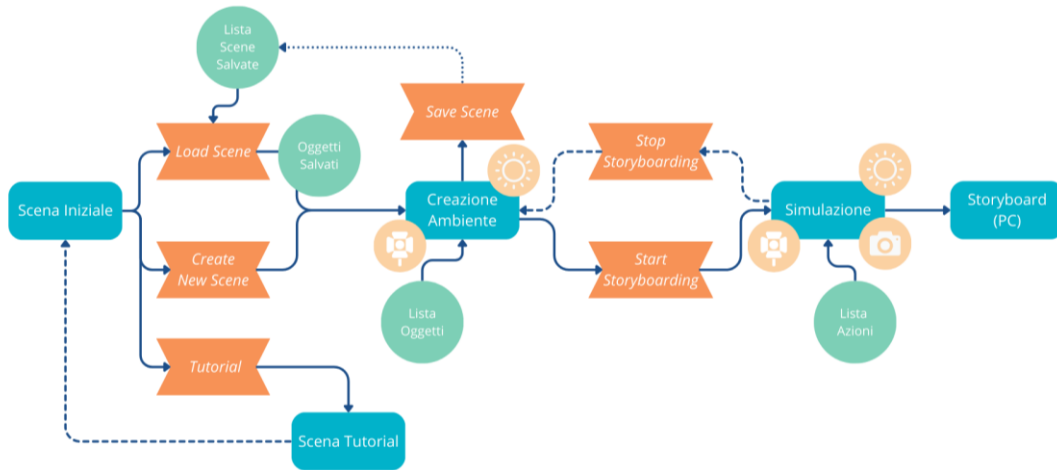 Lista
Scene
Salvate
Load Scene
Oggetti
Salvati
Save Scene
Stop
Storyboarding
Scena Iniziale
Creazione
Ambiente
Simulazione
Storyboard
(PC)
Create
New Scene
Start
Storyboarding
Lista
Oggetti
Lista
Azioni
Tutorial
Scena Tutorial